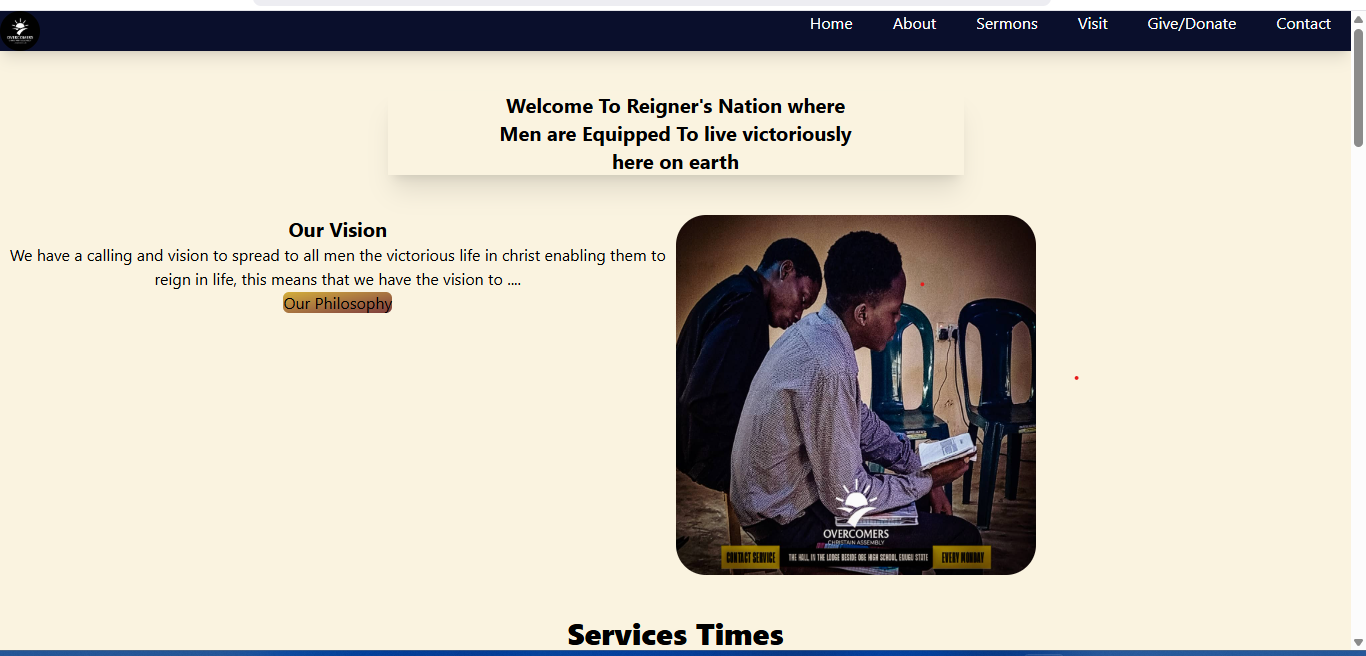 OVERCOMERS
Home About Sermons Visit Give/Donate Contact
Welcome To Reigner's Nation where
Men are Equipped To live victoriously
here on earth
Our Vision
We have a calling and vision to spread to all men the victorious life in christ enabling them to
reign in life, this means that we have the vision to ....
Our Philosophy
OVERCOMERS
CHRISTAIN ASSEMBLY
CONTACT SERVICE THE HALL IN THE LODGE BESIDE HIGH SCHOOL, ENUGU STATE EVERY MONDAY
Services Times